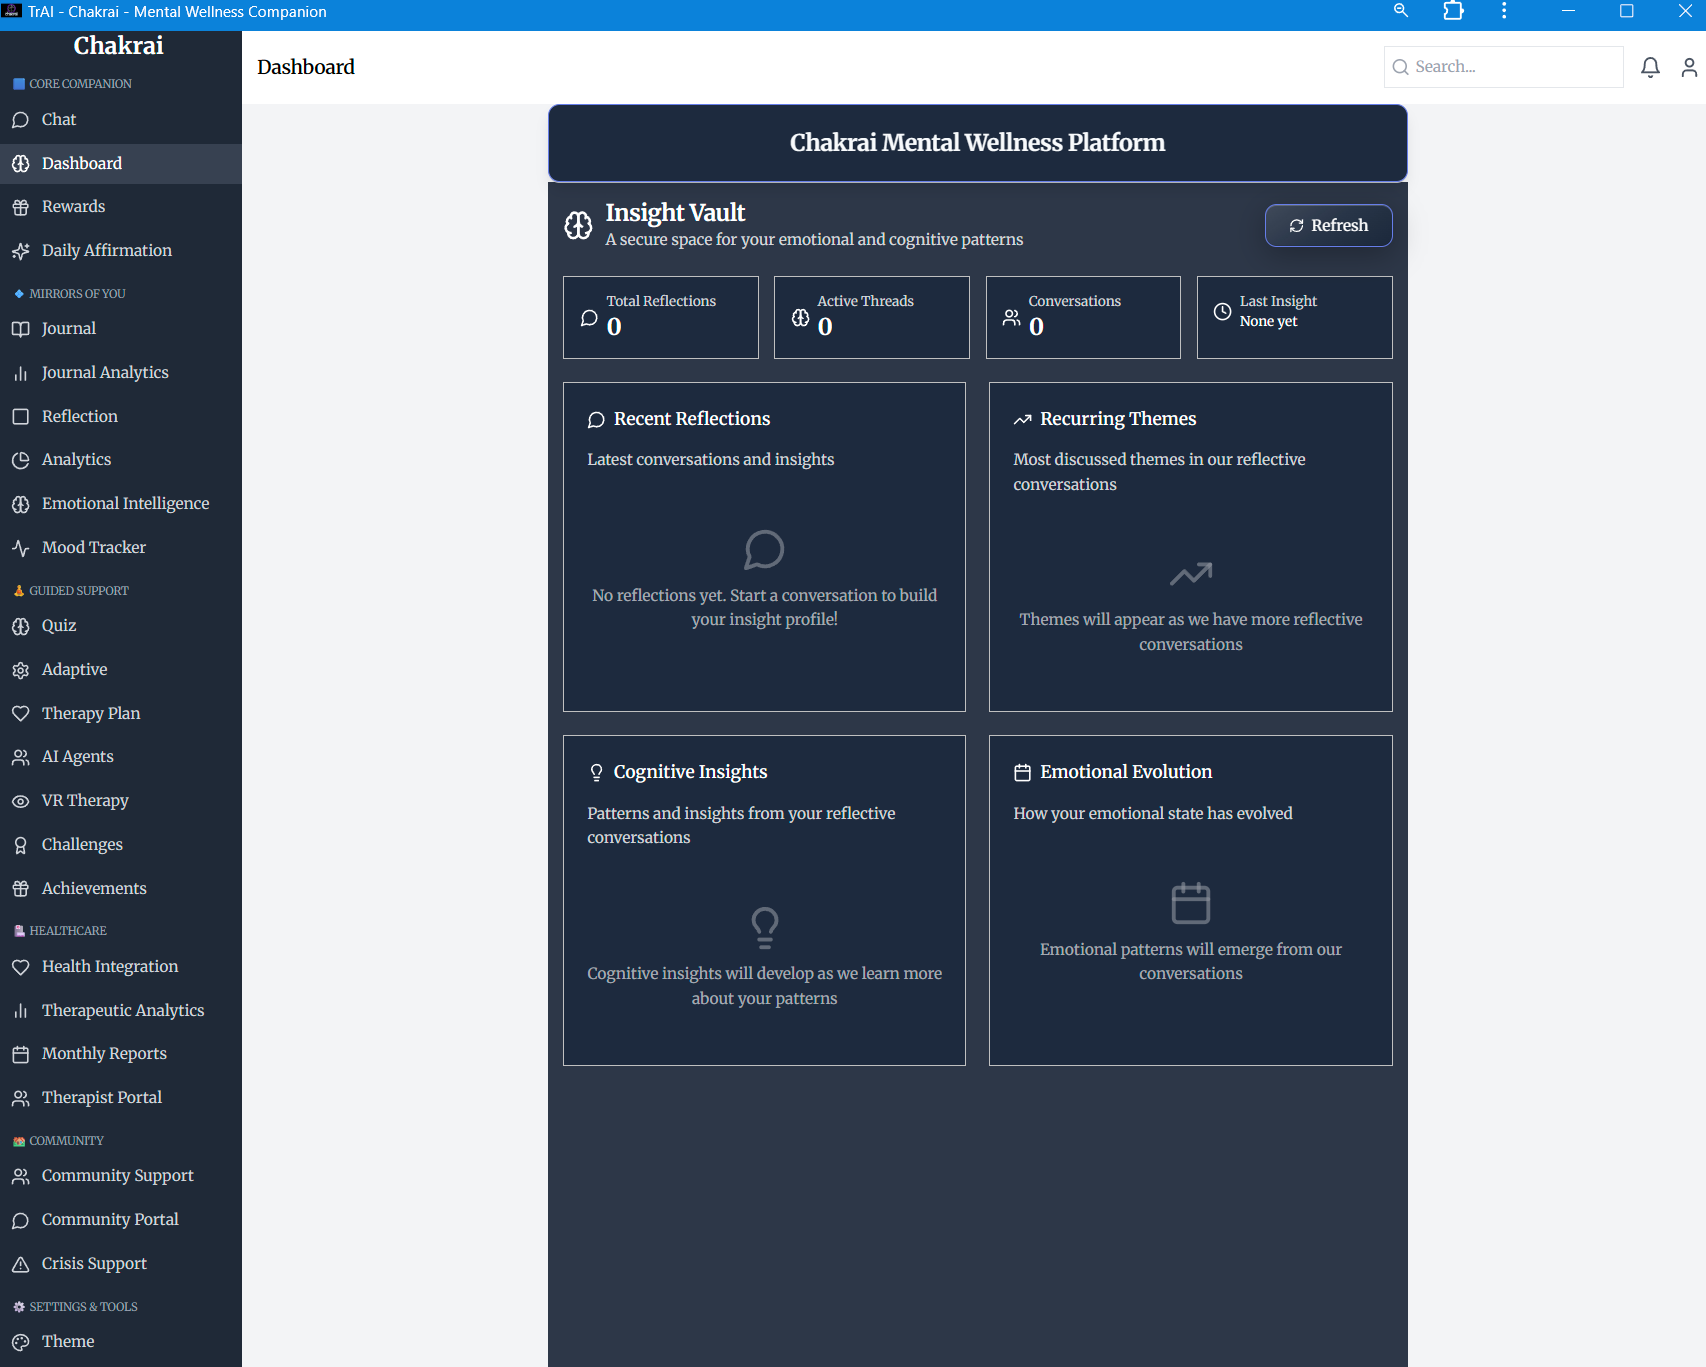 TrAI - Chakrai - Mental Wellness Companion
Chakrai
CORE COMPANION
Chat
Dashboard
Rewards
Daily Affirmation
MIRRORS OF YOU
Journal
Journal Analytics
Reflection
Analytics
Emotional Intelligence
Mood Tracker
GUIDED SUPPORT
Quiz
Adaptive
Therapy Plan
AI Agents
VR Therapy
Challenges
Achievements
HEALTHCARE
Health Integration
Therapeutic Analytics
Monthly Reports
Therapist Portal
COMMUNITY
Community Support
Community Portal
Crisis Support
SETTINGS & TOOLS
Theme
Dashboard
Search...
Chakrai Mental Wellness Platform
Insight Vault
A secure space for your emotional and cognitive patterns
Refresh
Total Reflections
0
Active Threads
0
Conversations
0
Last Insight
None yet
Recent Reflections
Latest conversations and insights
No reflections yet. Start a conversation to build
your insight profile!
Recurring Themes
Most discussed themes in our reflective
conversations
Themes will appear as we have more reflective
conversations
Cognitive Insights
Patterns and insights from your reflective
conversations
Cognitive insights will develop as we learn more
about your patterns
Emotional Evolution
How your emotional state has evolved
Emotional patterns will emerge from our
conversations